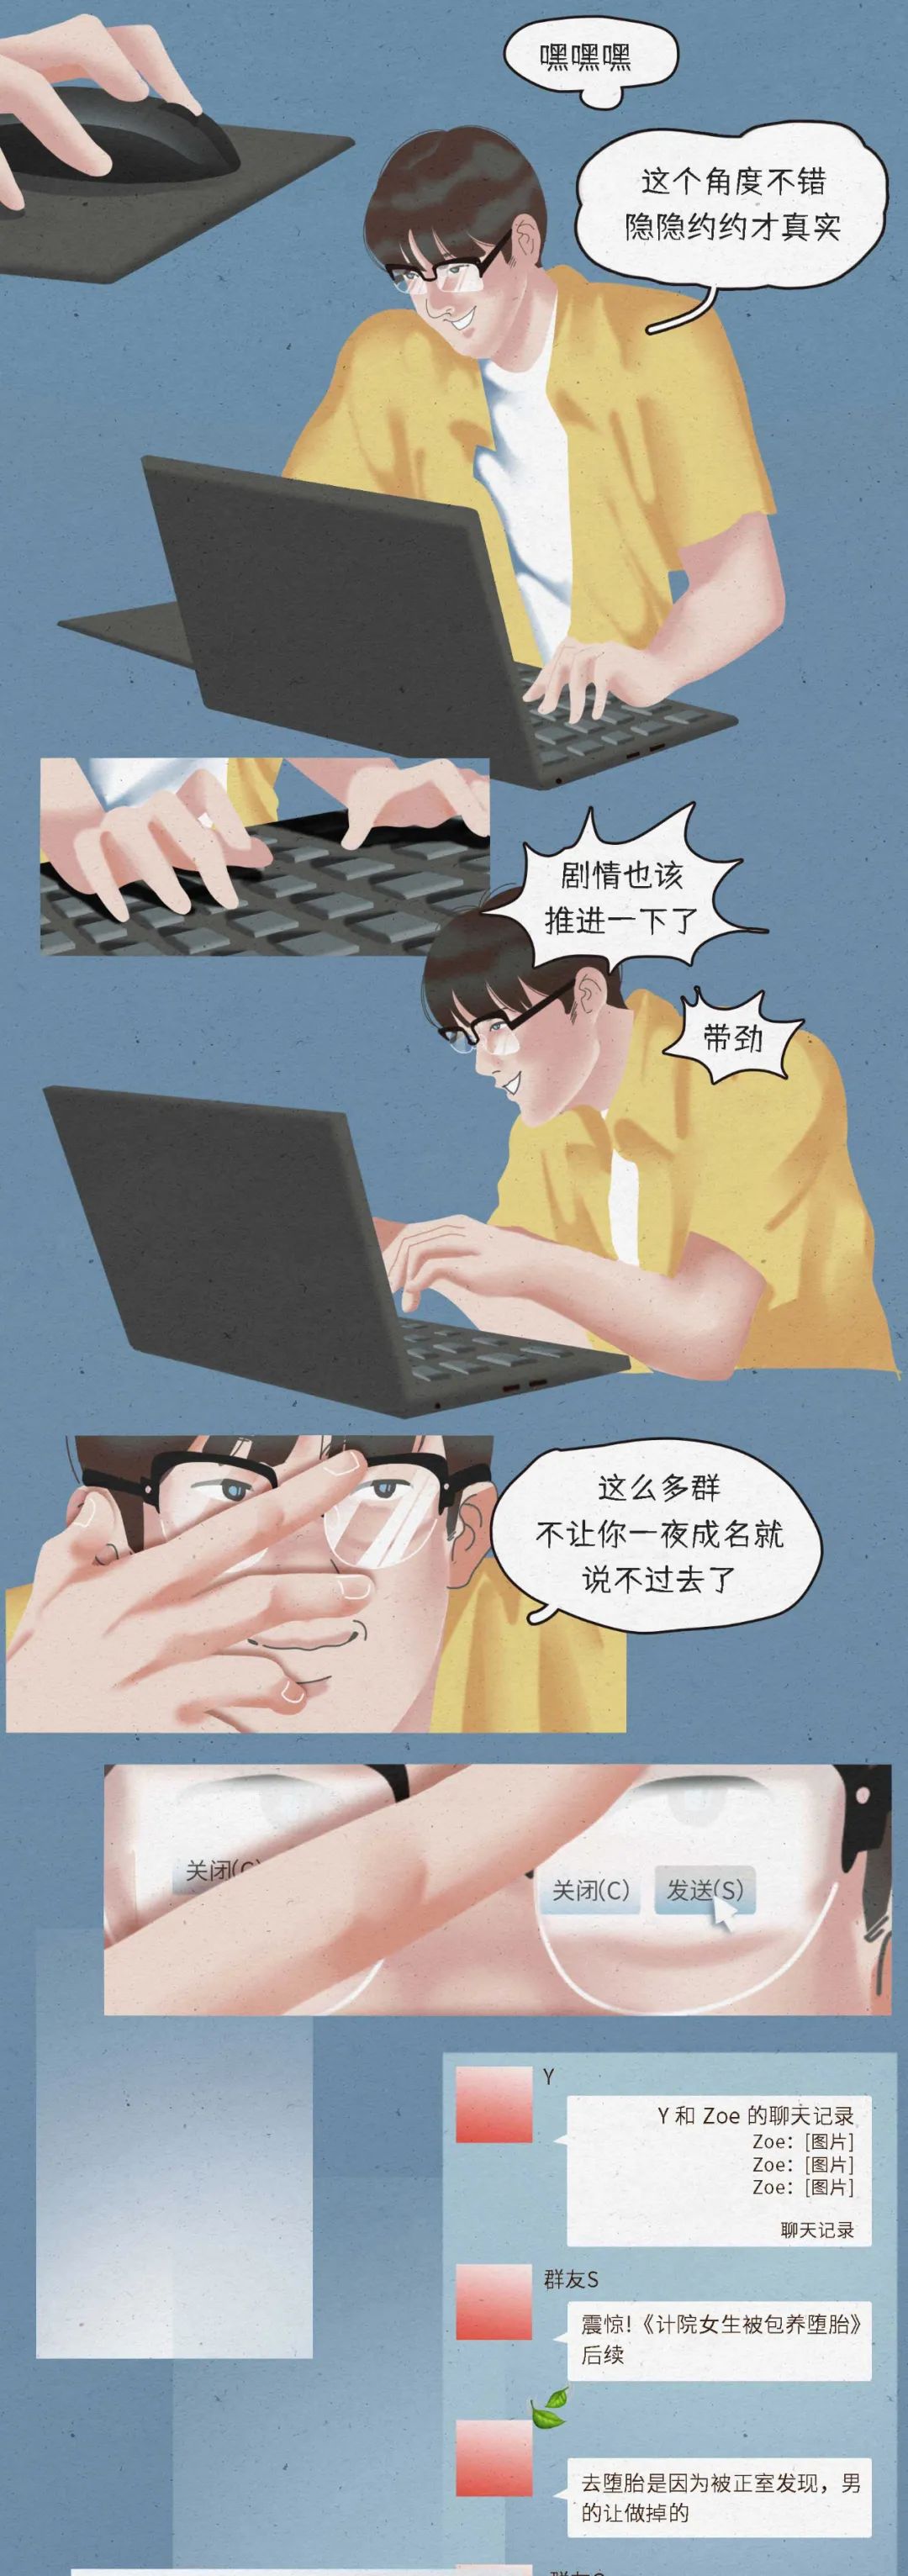 嘿嘿嘿
这个角度不错
隐隐约约才真实
剧情也该
推进一下了
带劲
这么多群
不让你一夜成名就
说不过去了
关闭(C)
关闭(C)
发送(S)
Y
Y 和 Zoe 的聊天记录
Zoe：[图片]
Zoe：[图片]
Zoe：[图片]
聊天记录
群友S
震惊!《计院女生被包养堕胎》
后续
去堕胎是因为被正室发现，男
的让做掉的